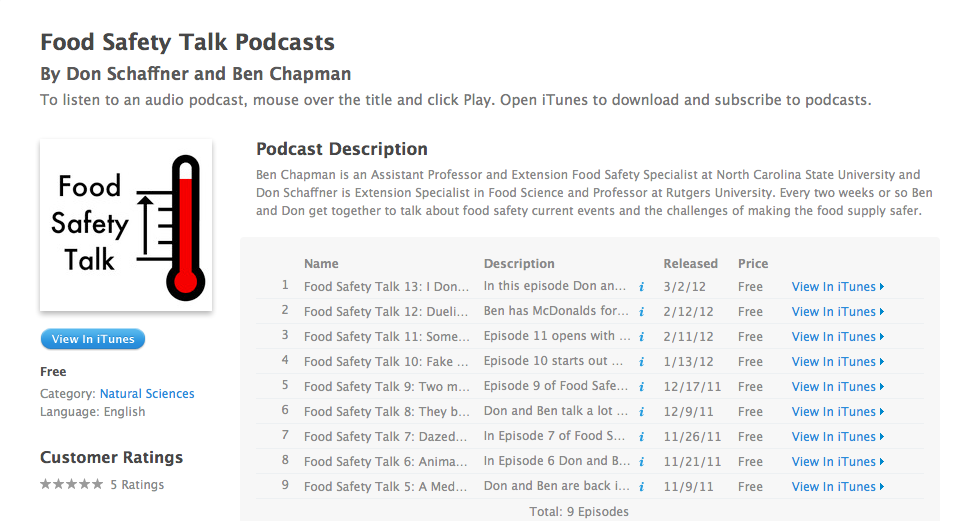 Food Safety Talk Podcasts
By Don Schaffner and Ben Chapman
To listen to an audio podcast, mouse over the title and click Play. Open iTunes to download and subscribe to podcasts.
Food
Safety
Talk
View In iTunes
Free
Category: Natural Sciences
Language: English
Customer Ratings
5 Ratings
Podcast Description
Ben Chapman is an Assistant Professor and Extension Food Safety Specialist at North Carolina State University and
Don Schaffner is Extension Specialist in Food Science and Professor at Rutgers University. Every two weeks or so Ben
and Don get together to talk about food safety current events and the challenges of making the food supply safer.
Name Description Released Price
1 Food Safety Talk 13: I Don... In this episode Don an... i 3/2/12 Free View In iTunes
2 Food Safety Talk 12: Dueli... Ben has McDonalds for... i 2/12/12 Free View In iTunes
3 Food Safety Talk 11: Some... Episode 11 opens with ... i 2/11/12 Free View In iTunes
4 Food Safety Talk 10: Fake ... Episode 10 starts out ... i 1/13/12 Free View In iTunes
5 Food Safety Talk 9: Two m... Episode 9 of Food Safe... i 12/17/11 Free View In iTunes
6 Food Safety Talk 8: They b... Don and Ben talk a lot ... i 12/9/11 Free View In iTunes
7 Food Safety Talk 7: Dazed... In Episode 7 of Food S... i 11/26/11 Free View In iTunes
8 Food Safety Talk 6: Anima... In Episode 6 Don and B... i 11/21/11 Free View In iTunes
9 Food Safety Talk 5: A Med... Don and Ben are back i... i 11/9/11 Free View In iTunes
Total: 9 Episodes